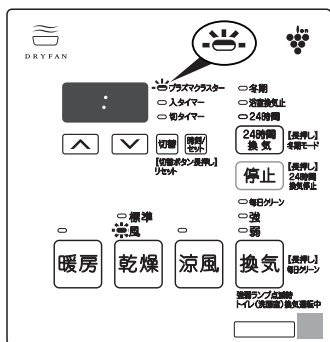 ion
DRYFAN
プラズマクラスター
入タイマー
切タイマー
冬期
浴室換気止
24時間
切替
時刻/
セット
【切替ボタン長押し】
リセット
24時間
換気
【長押し】
冬期モード
停止
【長押し】
24時間
換気停止
毎日クリーン
標準
風
強
弱
暖房
乾燥
涼風
換気
【長押し】
毎日クリーン
強弱ランプ点滅時
トイレ(洗面室)換気運転中